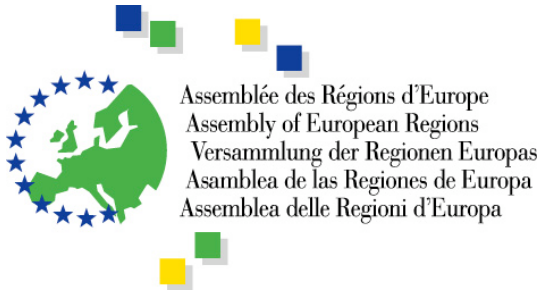 Assemblée des Régions d'Europe
Assembly of European Regions
Versammlung der Regionen Europas
Asamblea de las Regiones de Europa
Assemblea delle Regioni d'Europa